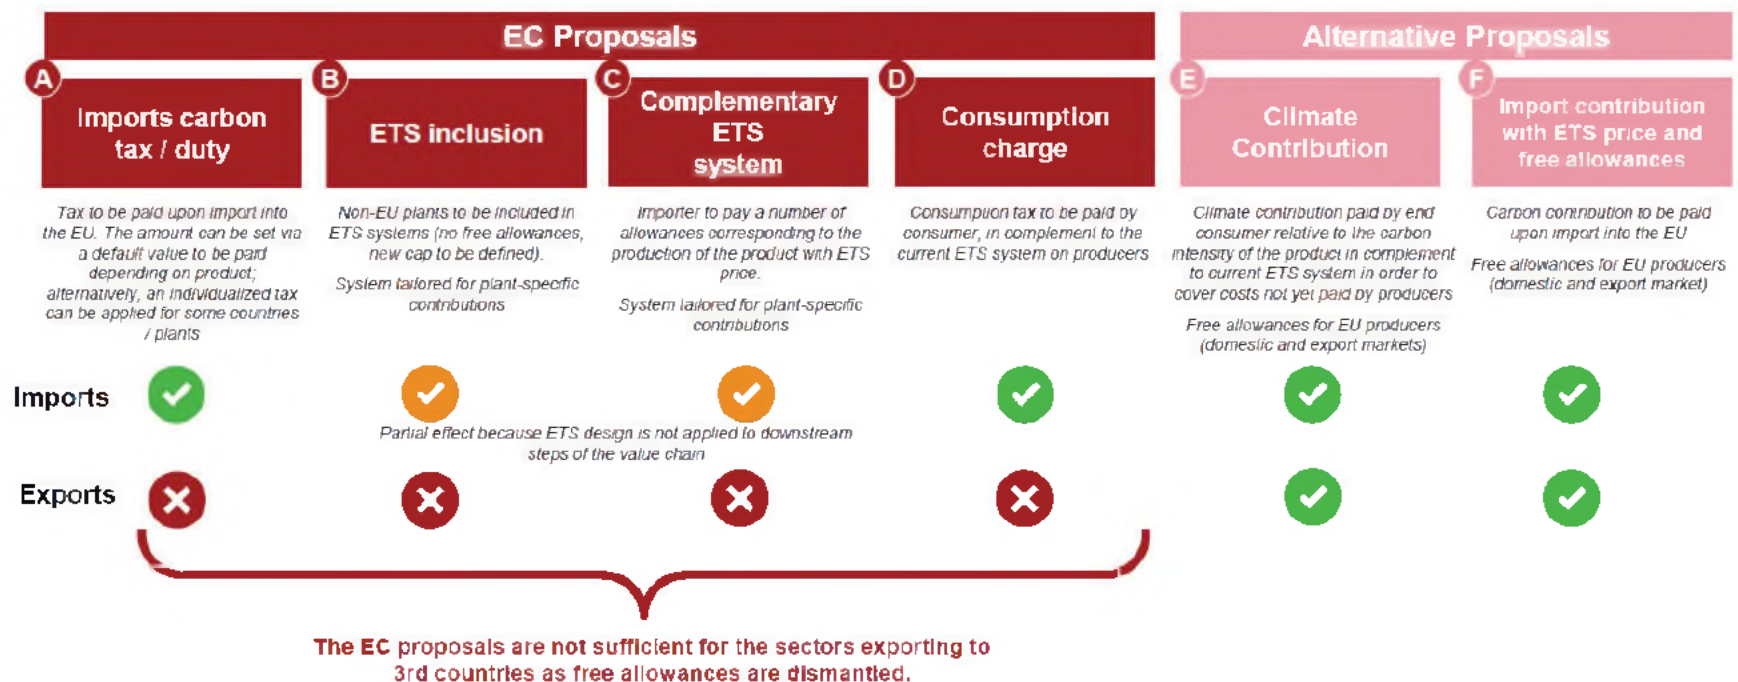 EC Proposals
Alternative Proposals
A
Imports carbon
tax / duty
Tax to be paid upon import into
the EU. The amount can be set via
a default value to be paid
depending on product;
alternatively, an individualized tax
can be applied for some countries
/ plants
B
ETS inclusion
Non-EU plants to be included in
ETS systems (no free allowances,
new cap to be defined).
System tailored for plant-specific
contributions
C
Complementary
ETS
system
Importer to pay a number of
allowances corresponding to the
production of the product with ETS
price.
System tailored for plant-specific
contributions
D
Consumption
charge
Consumption tax to be paid by
consumer, in complement to the
current ETS system on producers
E
Climate
Contribution
Climate contribution paid by end
consumer relative to the carbon
intensity of the product in complement
to current ETS system in order to
cover costs not yet paid by producers
Free allowances for EU producers
(domestic and export markets)
F
Import contribution
with ETS price and
free allowances
Carbon contribution to be paid
upon import into the EU
Free allowances for EU producers
(domestic and export market)
Imports
Partial effect because ETS design is not applied to downstream
steps of the value chain
Exports
The EC proposals are not sufficient for the sectors exporting to
3rd countries as free allowances are dismantled.